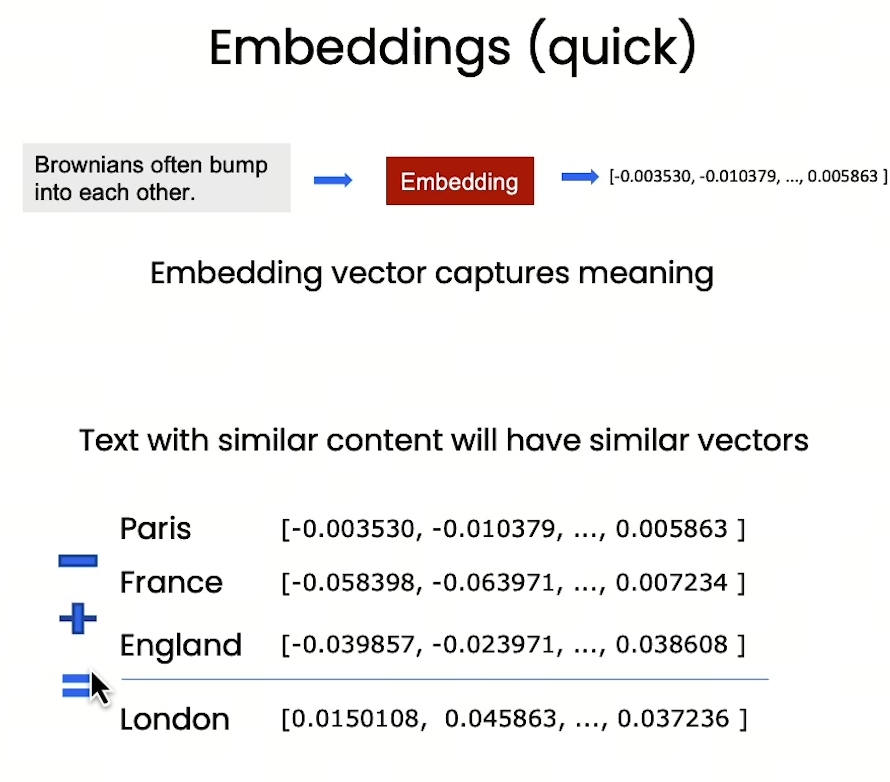 Embeddings (quick)
Brownians often bump
into each other.
Embedding
[-0.003530, -0.010379, ..., 0.005863 ]
Embedding vector captures meaning
Text with similar content will have similar vectors
Paris [-0.003530, -0.010379, ..., 0.005863 ]
France [-0.058398, -0.063971, ..., 0.007234 ]
England [-0.039857, -0.023971, ..., 0.038608 ]
London [0.0150108, 0.045863, ..., 0.037236 ]